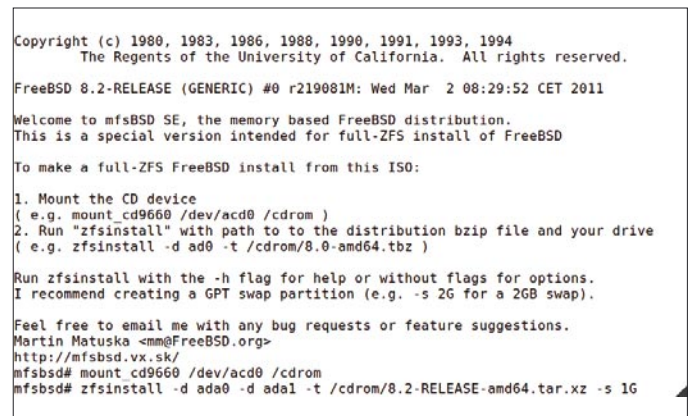 Copyright (c) 1980, 1983, 1986, 1988, 1990, 1991, 1993, 1994
The Regents of the University of California. All rights reserved.
FreeBSD 8.2-RELEASE (GENERIC) #0 r219081M: Wed Mar 2 08:29:52 CET 2011
Welcome to mfsBSD SE, the memory based FreeBSD distribution.
This is a special version intended for full-ZFS install of FreeBSD
To make a full-ZFS FreeBSD install from this ISO:
1. Mount the CD device
( e.g. mount_cd9660 /dev/acd0 /cdrom )
2. Run "zfsinstall" with path to to the distribution bzip file and your drive
( e.g. zfsinstall -d ad0 -t /cdrom/8.0-amd64.tbz )
Run zfsinstall with the -h flag for help or without flags for options.
I recommend creating a GPT swap partition (e.g. -s 2G for a 2GB swap).
Feel free to email me with any bug requests or feature suggestions.
Martin Matuska <mm@FreeBSD.org>
http://mfsbsd.vx.sk/
mfsbsd# mount_cd9660 /dev/acd0 /cdrom
mfsbsd# zfsinstall -d ada0 -d ada1 -t /cdrom/8.2-RELEASE-amd64.tar.xz -s 1G